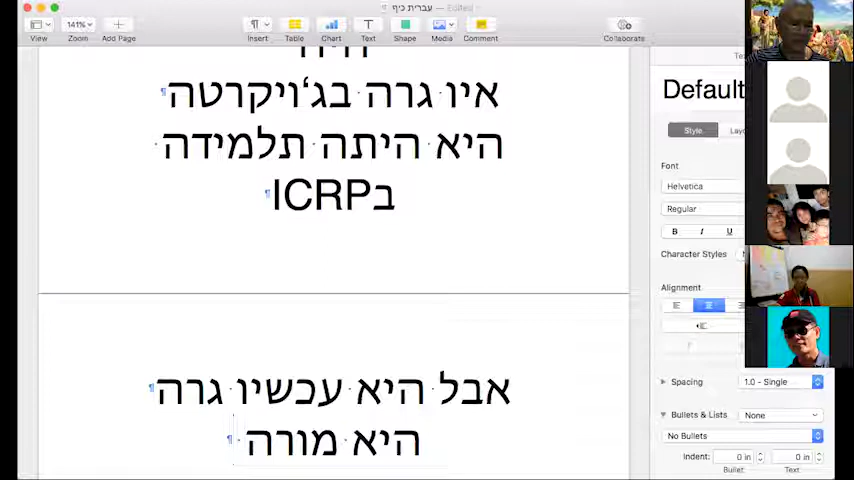 עברית כיף — Edited
141%
View
Zoom
Add Page
Insert
Table
Chart
Text
Shape
Media
Comment
Collaborate
איו גרה בג'ויקרטה
היא היתה תלמידה
בICRP
אבל היא עכשיו גרה
היא מורה
Default
Style
Font
Helvetica
Regular
B I U
Character Styles
Alignment
Spacing
1.0 - Single
Bullets & Lists
None
No Bullets
Indent:
0 in
0 in
Bullet
Text